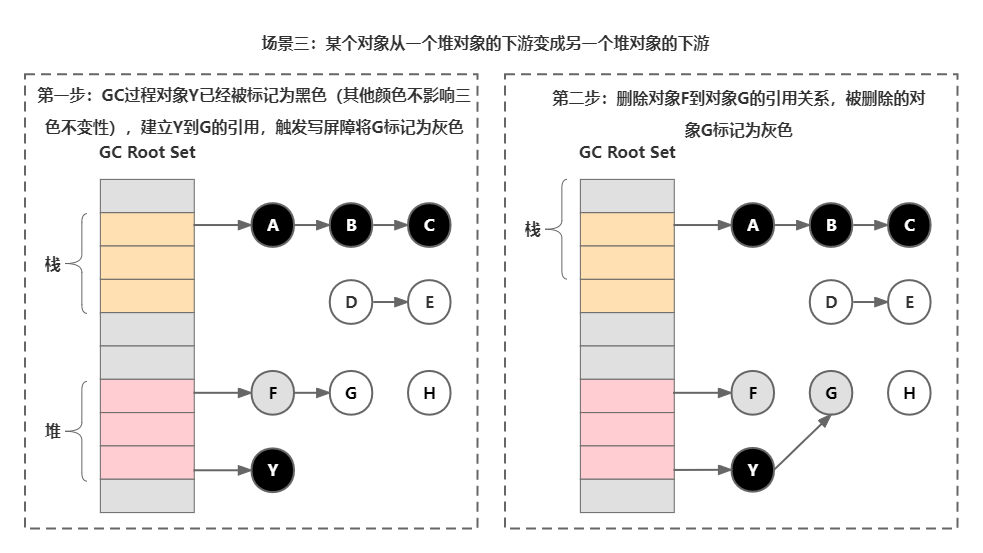 场景三：某个对象从一个堆对象的下游变成另一个堆对象的下游
第一步：GC过程对象Y已经被标记为黑色（其他颜色不影响三
色不变性），建立Y到G的引用，触发写屏障将G标记为灰色
GC Root Set
栈
A
B
C
D
E
堆
F
G
H
Y
第二步：删除对象F到对象G的引用关系，被删除的对
象G标记为灰色
GC Root Set
栈
A
B
C
D
E
F
G
H
Y